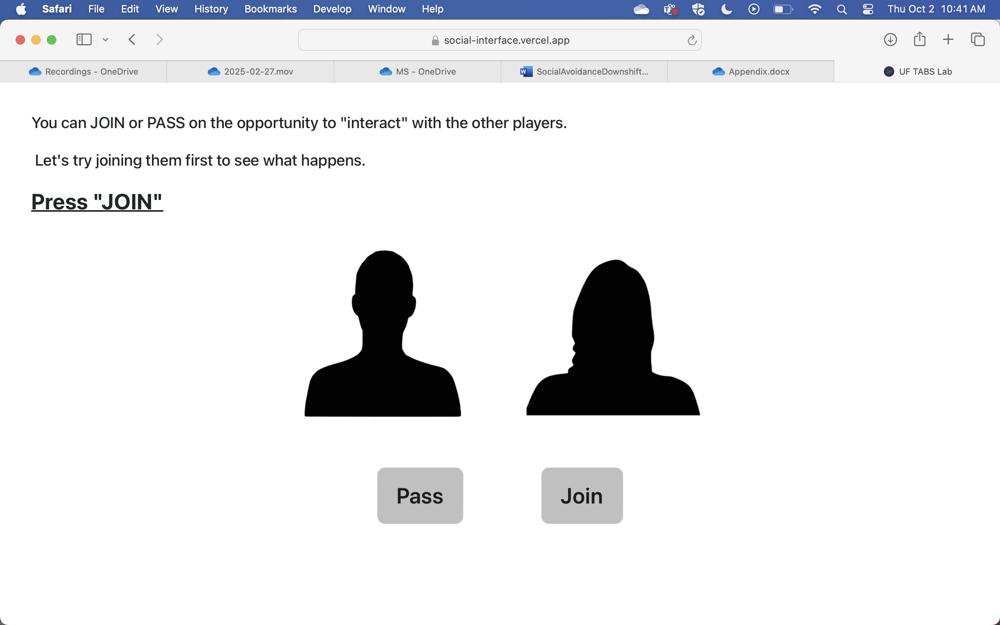 Safari File Edit View History Bookmarks Develop Window Help Thu Oct 2 10:41 AM
social-interface.vercel.app
Recordings - OneDrive 2025-02-27.mov MS - OneDrive SocialAvoidanceDownshift... Appendix.docx UF TABS Lab
You can JOIN or PASS on the opportunity to "interact" with the other players.
Let's try joining them first to see what happens.
Press "JOIN"
Pass Join